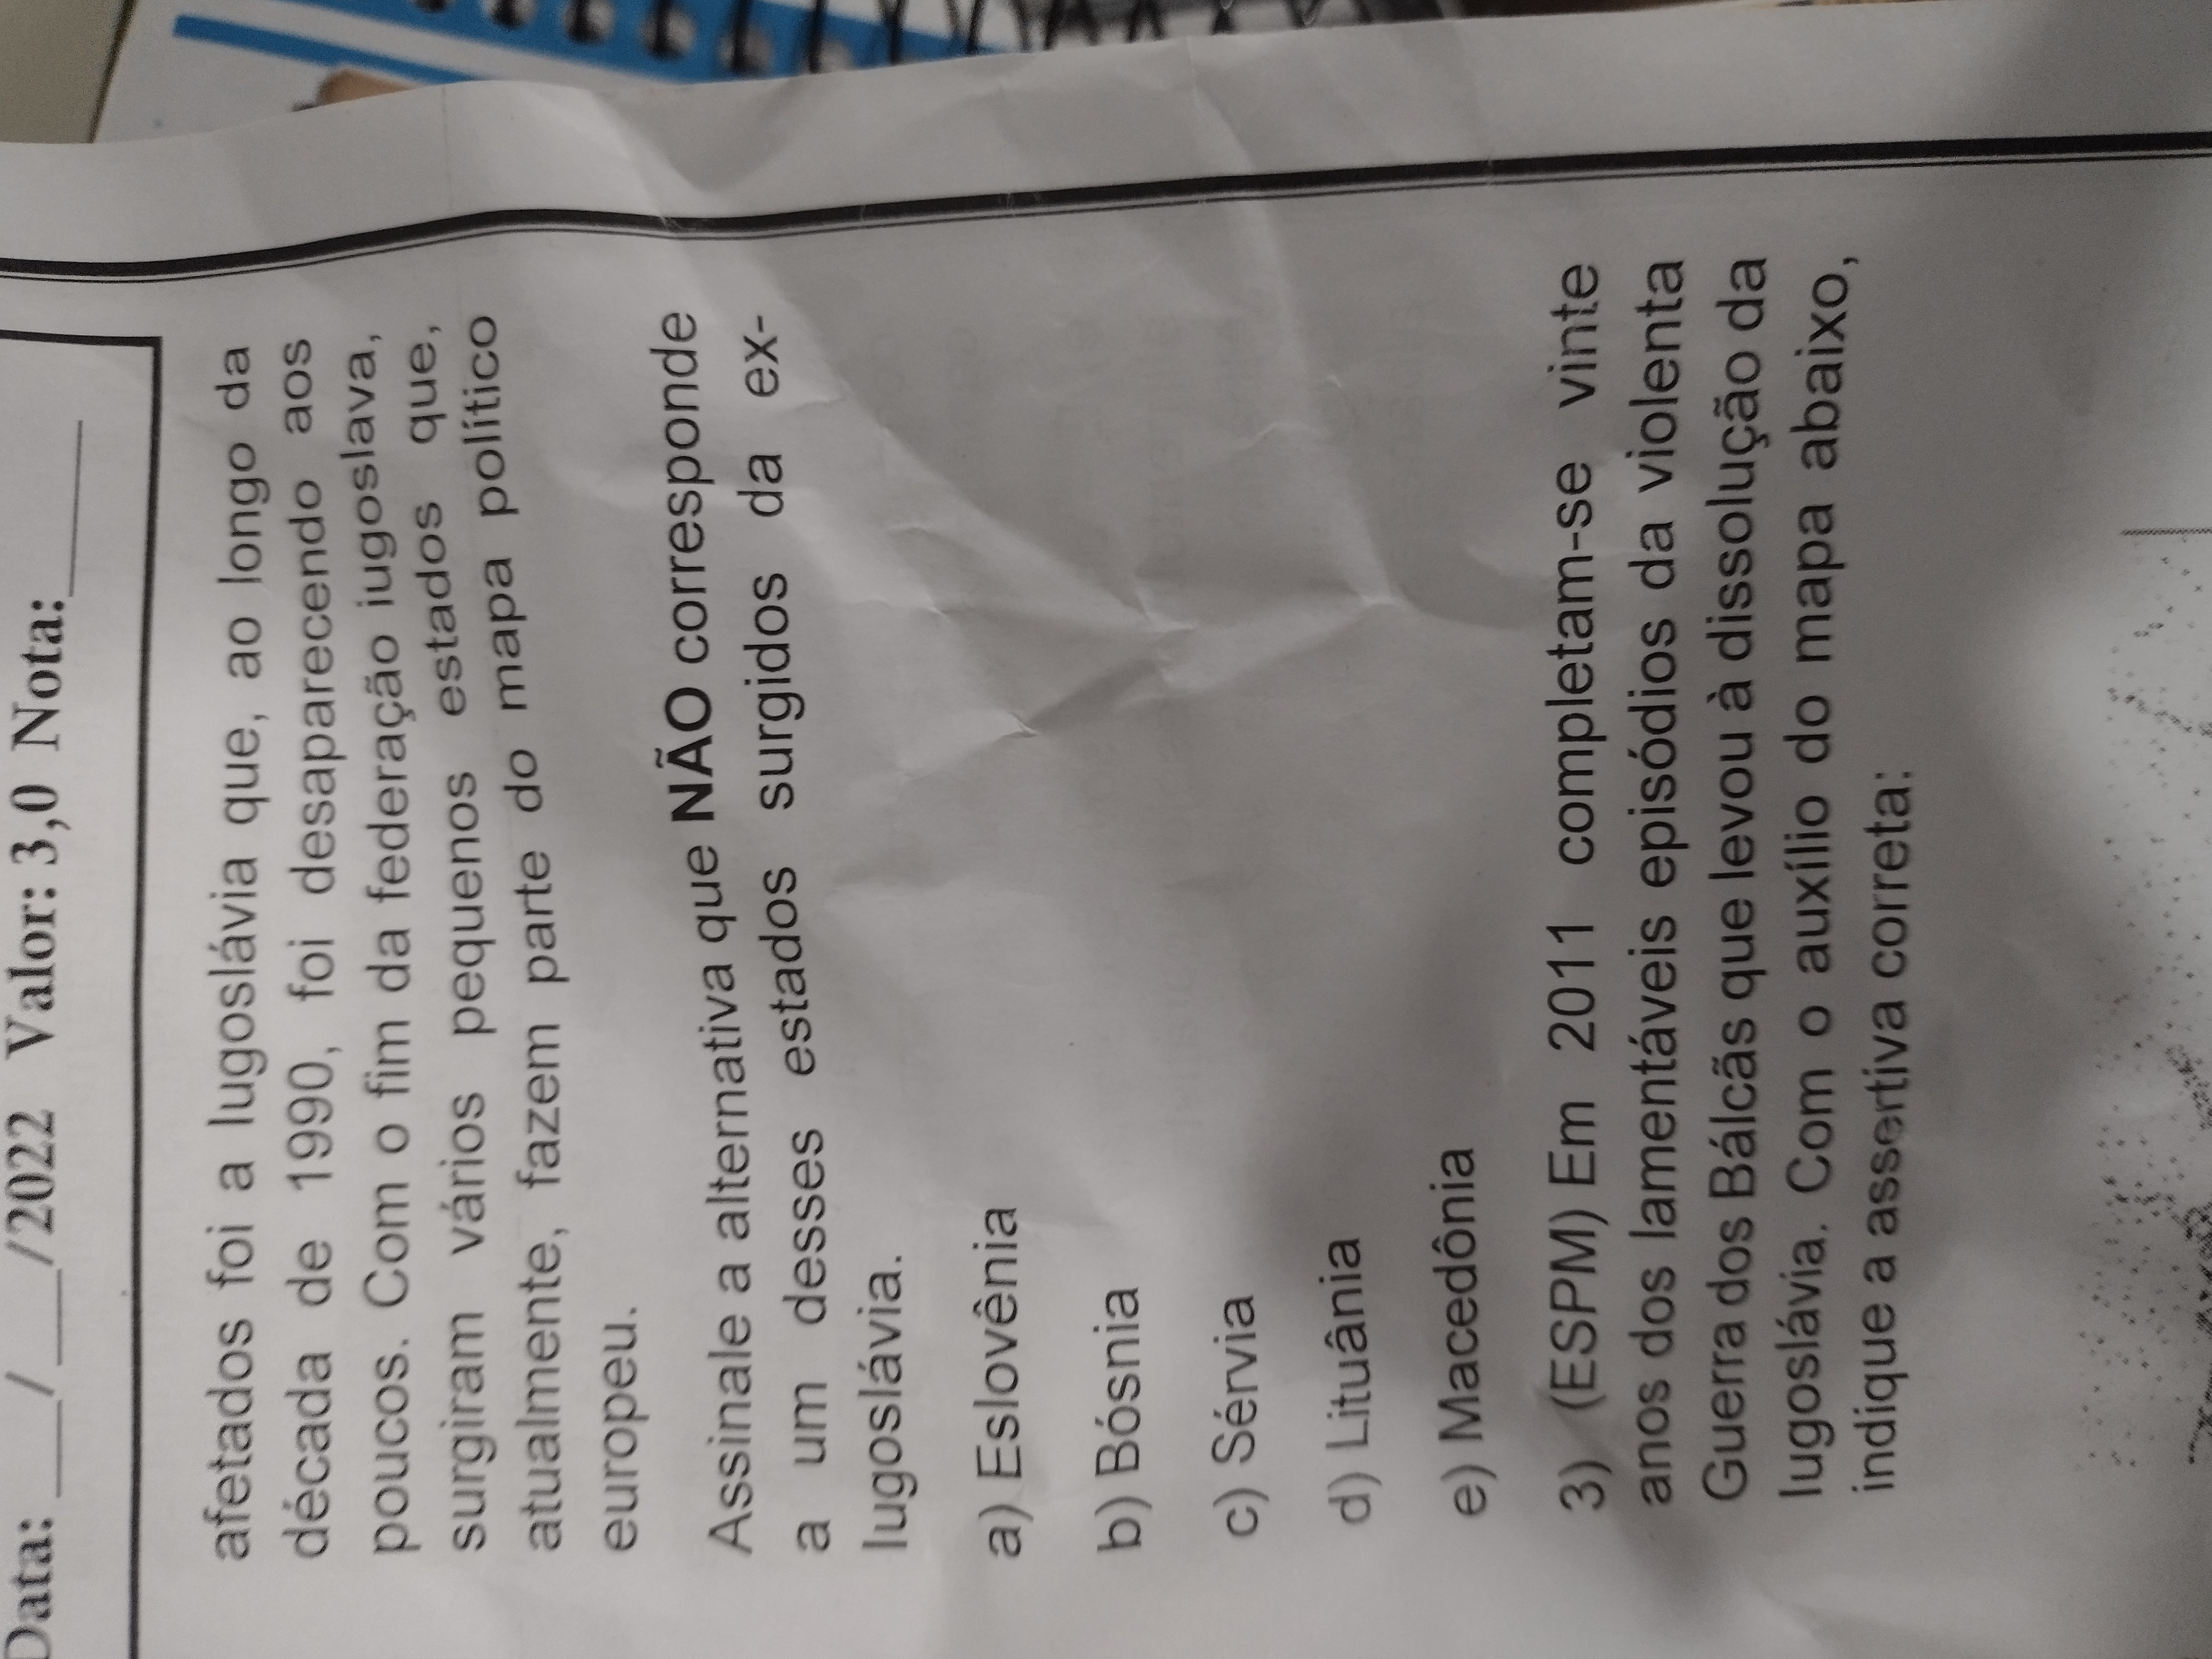 Data: ___/ ___/2022 Valor: 3,0 Nota:______
afetados foi a Iugoslávia que, ao longo da
década de 1990, foi desaparecendo aos
poucos. Com o fim da federação iugoslava,
surgiram vários pequenos estados que,
atualmente, fazem parte do mapa político
europeu.
Assinale a alternativa que NÃO corresponde
a um desses estados surgidos da ex-
Iugoslávia.
a) Eslovênia
b) Bósnia
c) Sérvia
d) Lituânia
e) Macedônia
3) (ESPM) Em 2011 completam-se vinte
anos dos lamentáveis episódios da violenta
Guerra dos Bálcãs que levou à dissolução da
Iugoslávia. Com o auxílio do mapa abaixo,
indique a assertiva correta: